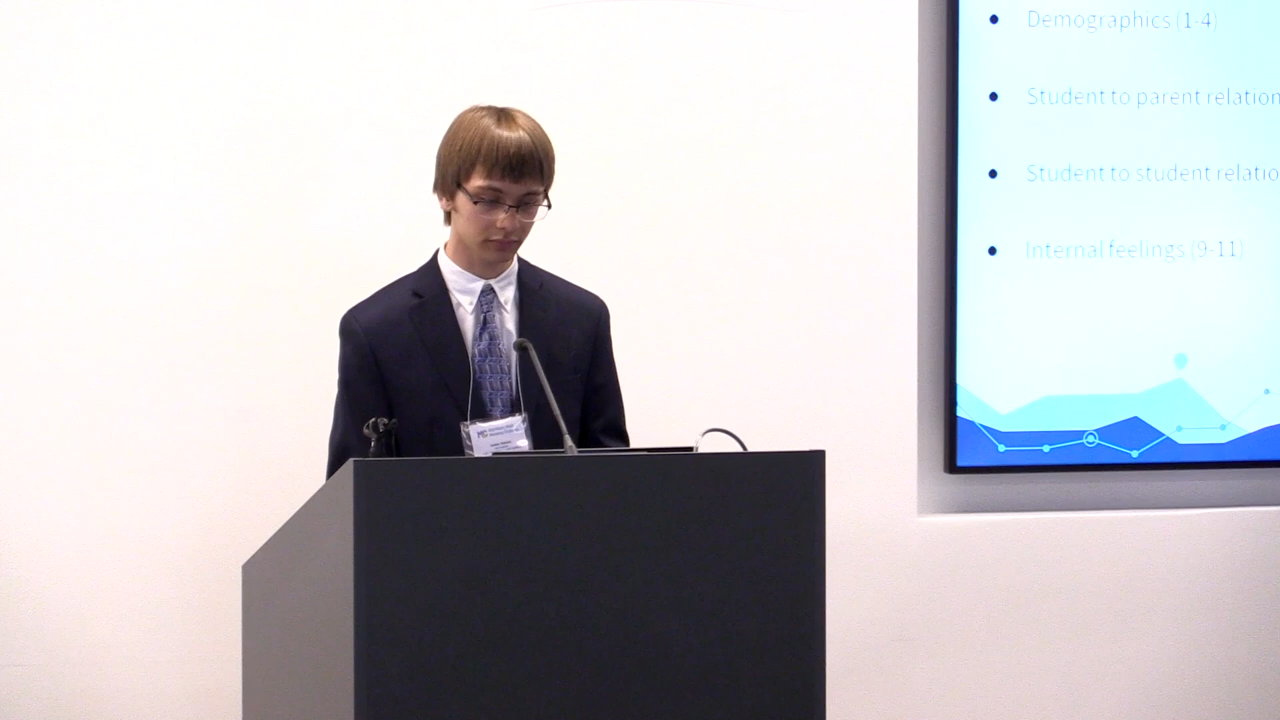 Demographics (1-4)
Student to parent relation
Student to student relatio
Internal feelings (9-11)